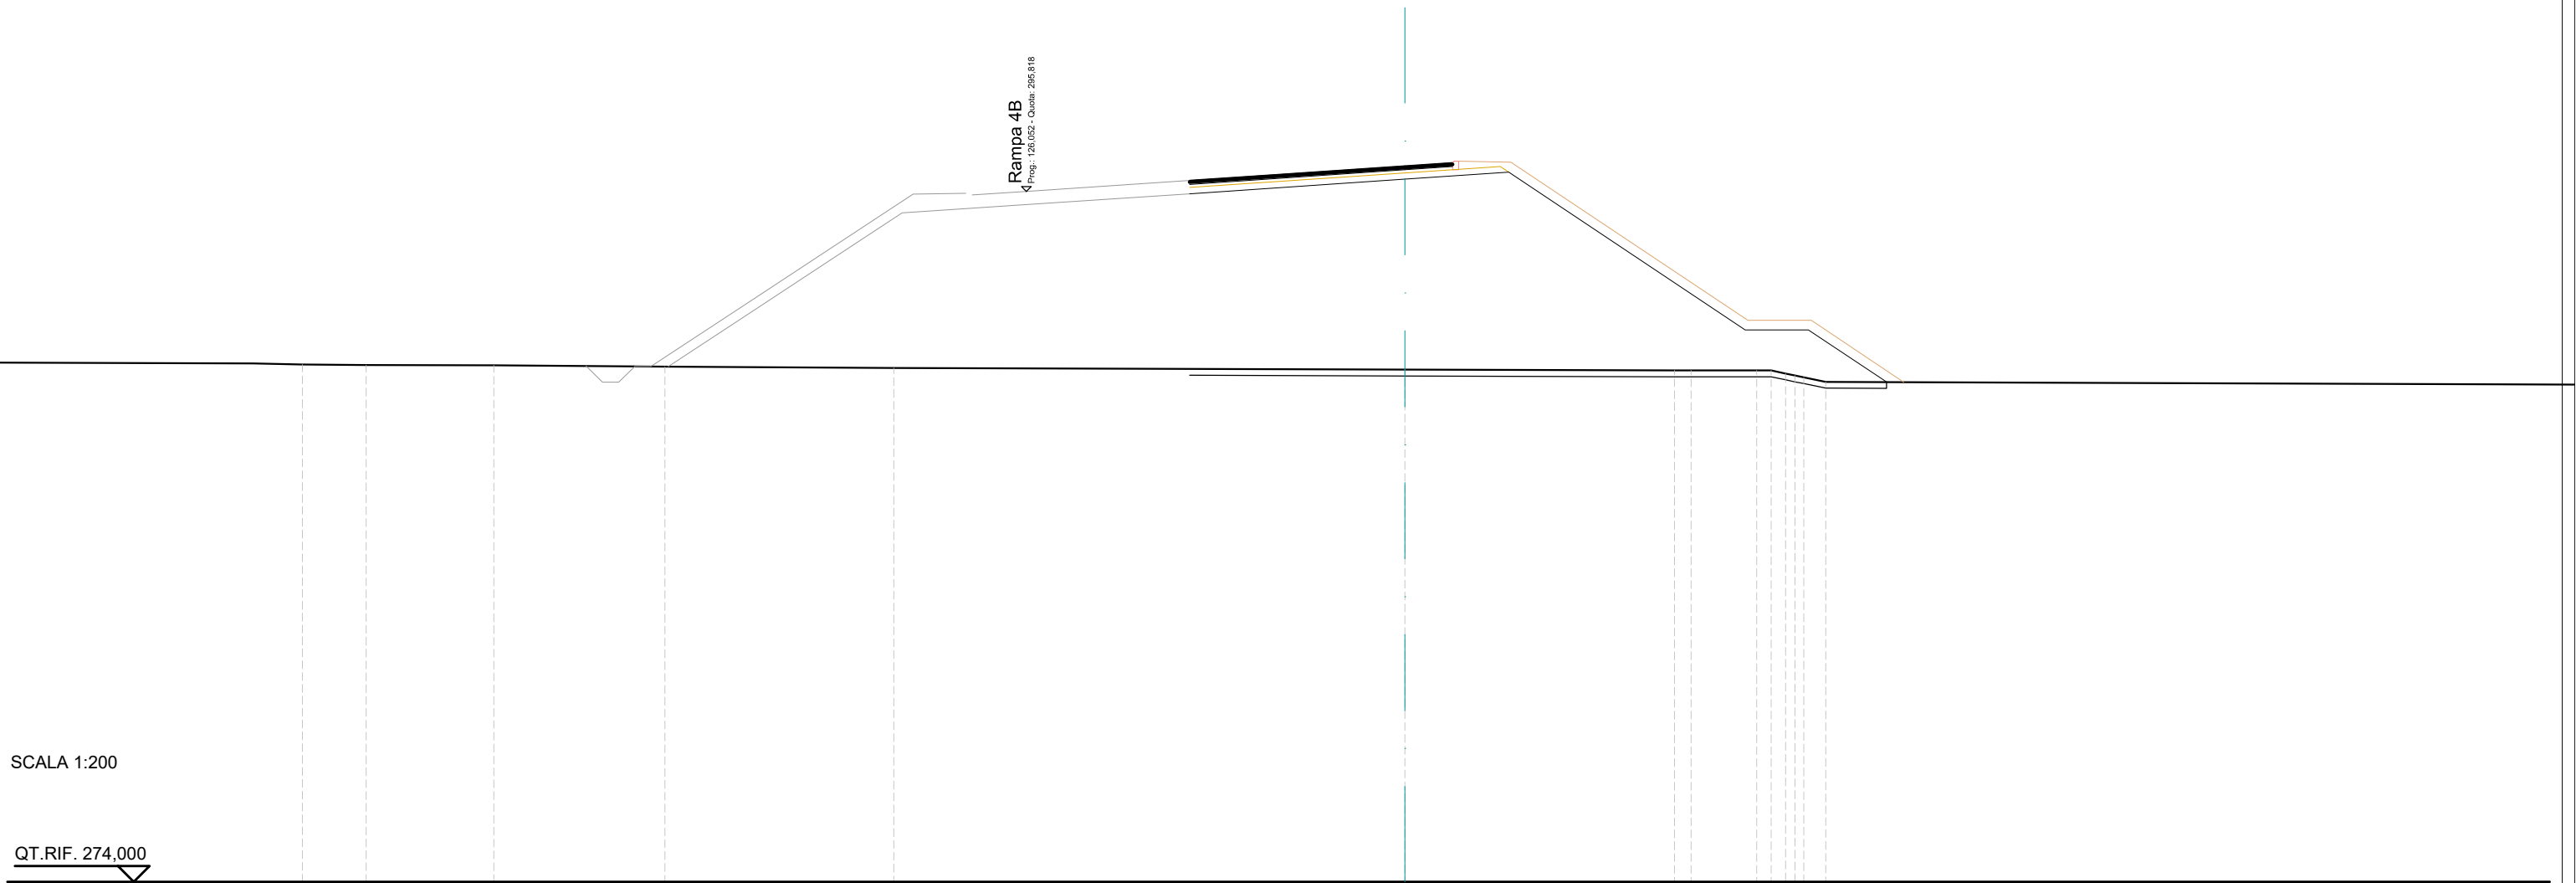 Rampa 4B
Prog.: 126,052 - Quota: 295,818
SCALA 1:200
QT.RIF. 274,000